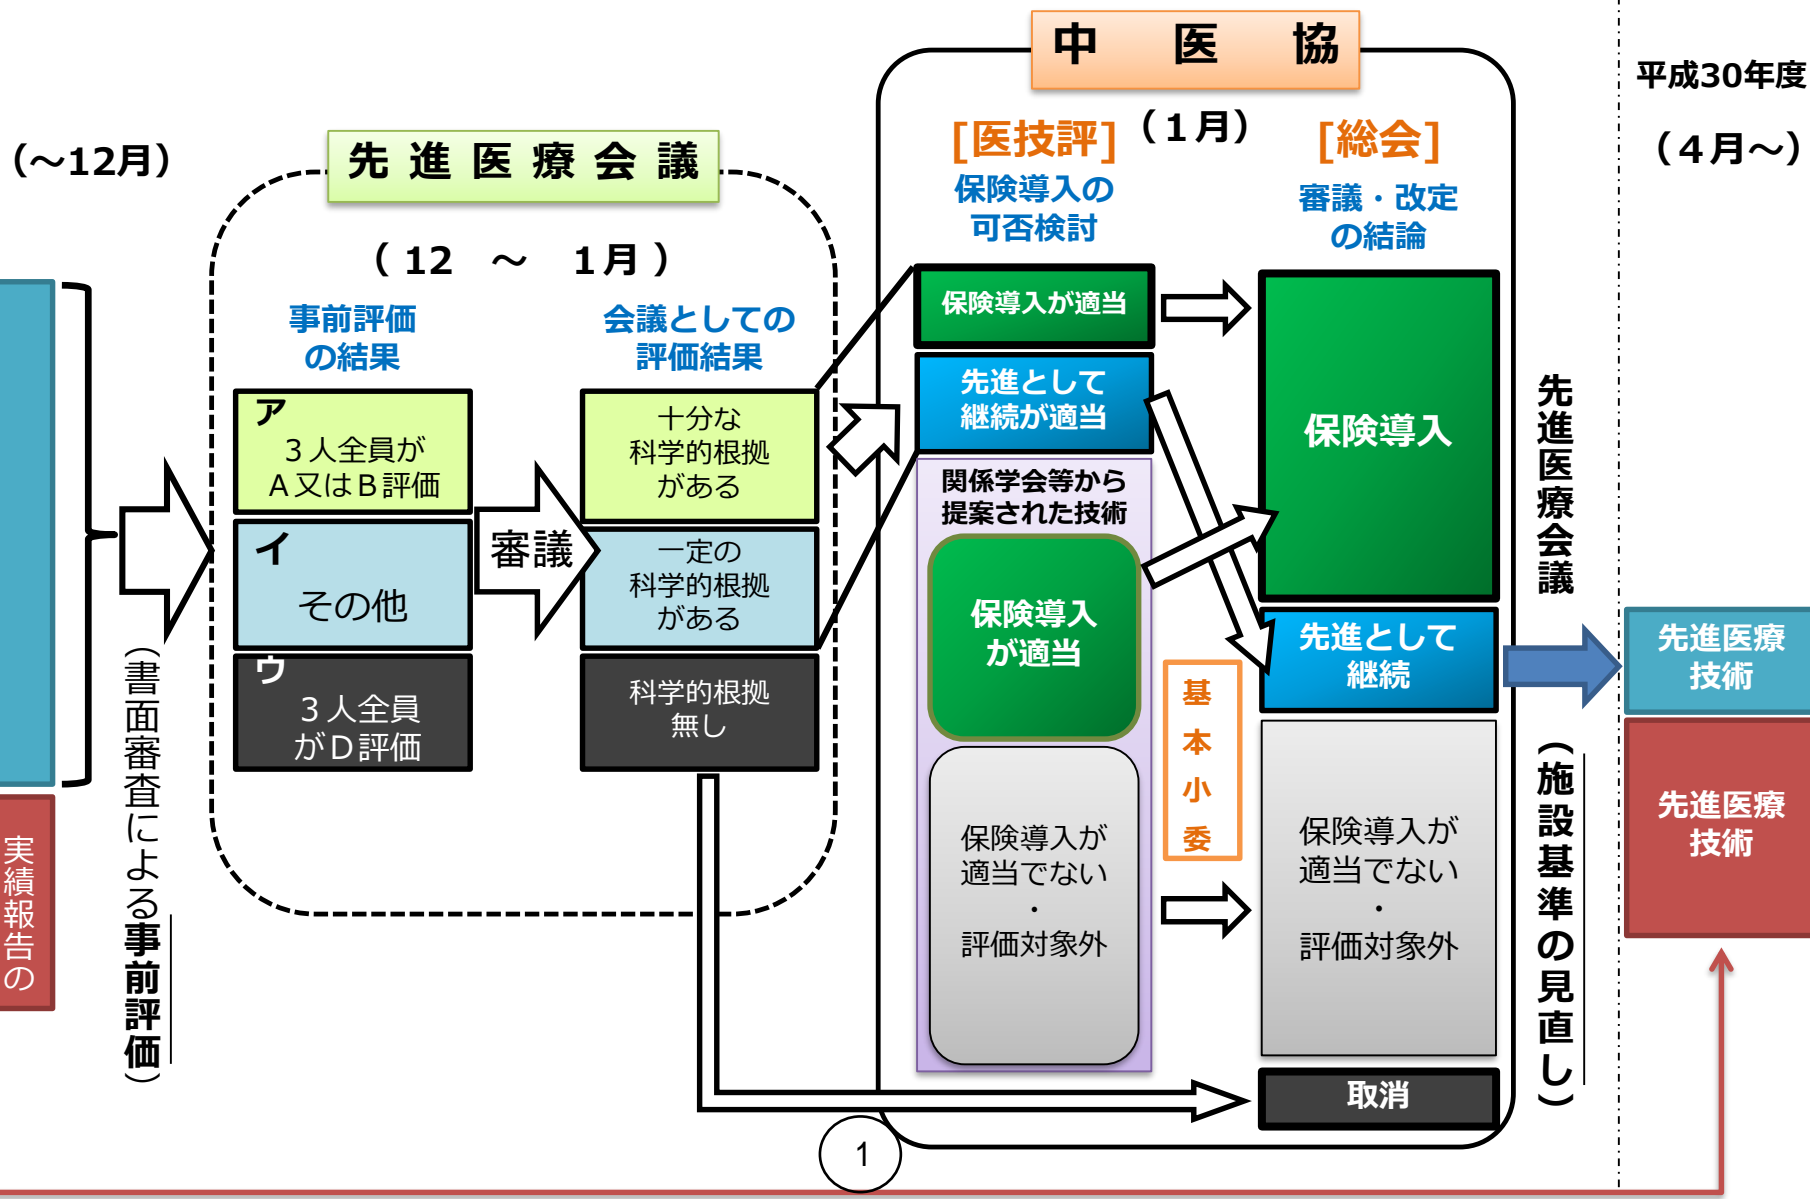 (～12月)
実績報告の
(書面審査による事前評価)
先進医療会議
(12 ～ 1月)
事前評価
の結果
ア
3人全員が
A又はB評価
イ
その他
ウ
3人全員
がD評価
審議
会議としての
評価結果
十分な
科学的根拠
がある
一定の
科学的根拠
がある
科学的根拠
無し
中 医 協
(1月)
[医技評]
保険導入の
可否検討
保険導入が適当
先進として
継続が適当
関係学会等から
提案された技術
保険導入
が適当
保険導入が
適当でない
・
評価対象外
基本小委
[総会]
審議・改定
の結論
保険導入
先進として
継続
保険導入が
適当でない
・
評価対象外
取消
先進医療会議
(施設基準の見直し)
平成30年度
(4月～)
先進医療
技術
先進医療
技術
1